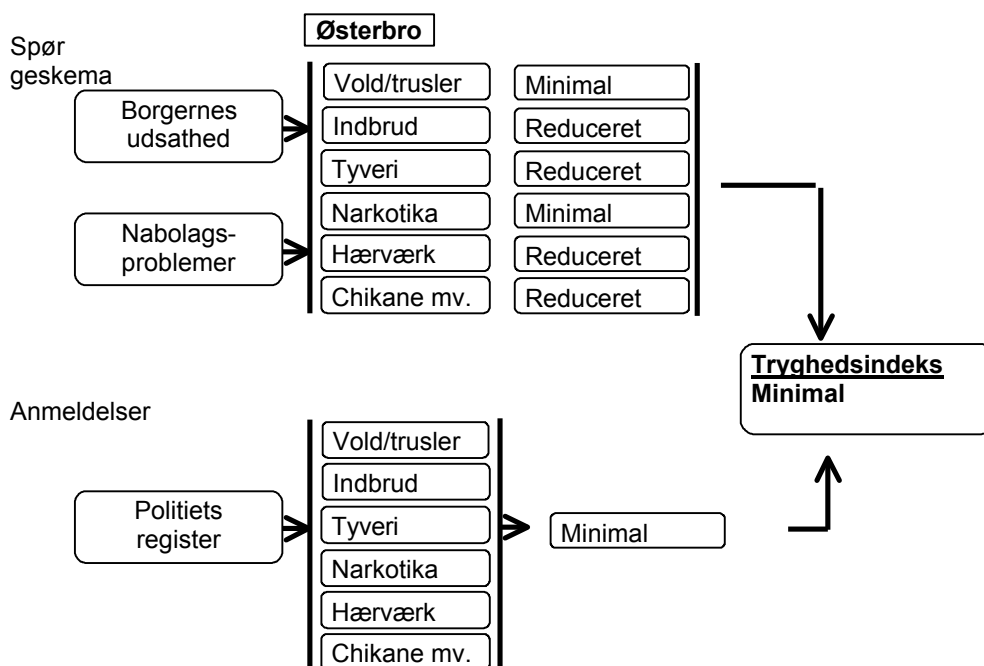 Østerbro
Spør
geskema
Borgernes
udsathed
Nabolags-
problemer
Vold/trusler Minimal
Indbrud Reduceret
Tyveri Reduceret
Narkotika Minimal
Hærværk Reduceret
Chikane mv. Reduceret
Tryghedsindeks
Minimal
Anmeldelser
Politiets
register
Vold/trusler
Indbrud
Tyveri
Narkotika
Hærværk
Chikane mv.
Minimal